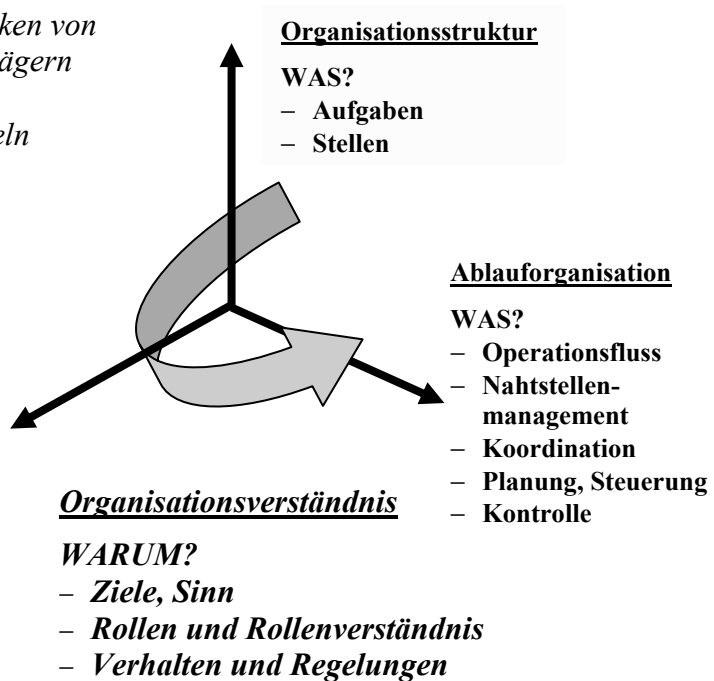 ken von
ägern
eln
Organisationsstruktur
WAS?
– Aufgaben
– Stellen
Ablauforganisation
WAS?
– Operationsfluss
– Nahtstellen-
management
– Koordination
– Planung, Steuerung
– Kontrolle
Organisationsverständnis
WARUM?
– Ziele, Sinn
– Rollen und Rollenverständnis
– Verhalten und Regelungen